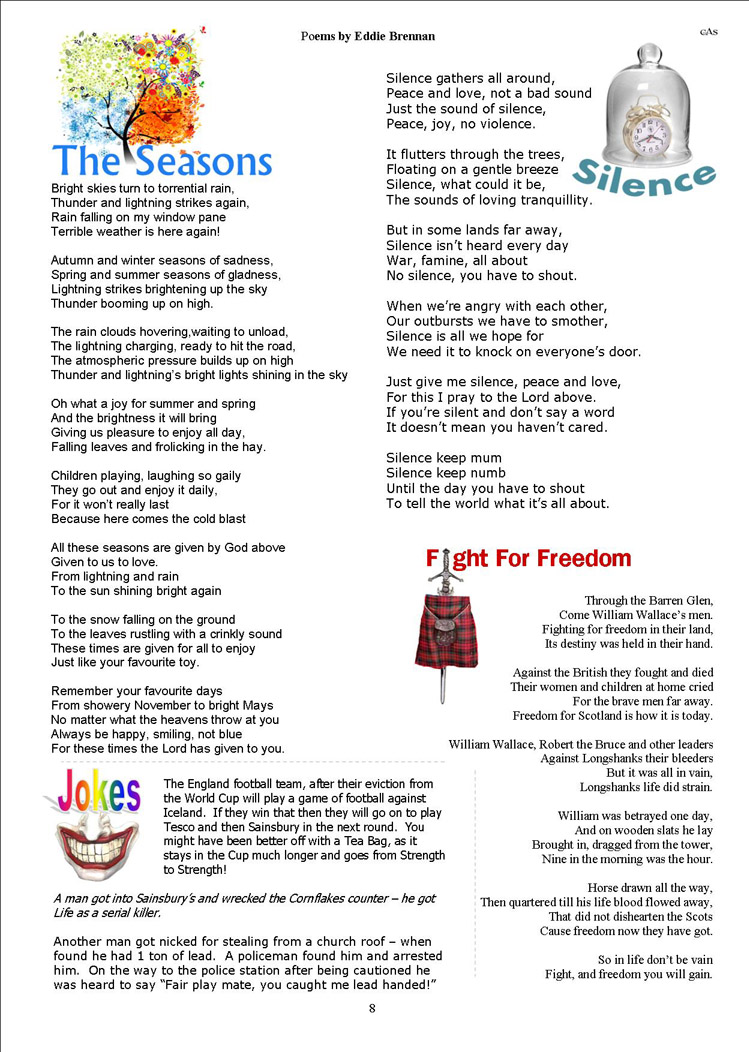 Poems by Eddie Brennan
cAs
The Seasons
Bright skies turn to torrential rain,
Thunder and lightning strikes again,
Rain falling on my window pane
Terrible weather is here again!
Autumn and winter seasons of sadness,
Spring and summer seasons of gladness,
Lightning strikes brightening up the sky
Thunder booming up on high.
The rain clouds hovering,waiting to unload,
The lightning charging, ready to hit the road,
The atmospheric pressure builds up on high
Thunder and lightning's bright lights shining in the sky
Oh what a joy for summer and spring
And the brightness it will bring
Giving us pleasure to enjoy all day,
Falling leaves and frolicking in the hay.
Children playing, laughing so gaily
They go out and enjoy it daily,
For it won't really last
Because here comes the cold blast
All these seasons are given by God above
Given to us to love.
From lightning and rain
To the sun shining bright again
To the snow falling on the ground
To the leaves rustling with a crinkly sound
These times are given for all to enjoy
Just like your favourite toy.
Remember your favourite days
From showery November to bright Mays
No matter what the heavens throw at you
Always be happy, smiling, not blue
For these times the Lord has given to you.
Silence
Silence gathers all around,
Peace and love, not a bad sound
Just the sound of silence,
Peace, joy, no violence.
It flutters through the trees,
Floating on a gentle breeze
Silence, what could it be,
The sounds of loving tranquillity.
But in some lands far away,
Silence isn't heard every day
War, famine, all about
No silence, you have to shout.
When we're angry with each other,
Our outbursts we have to smother,
Silence is all we hope for
We need it to knock on everyone's door.
Just give me silence, peace and love,
For this I pray to the Lord above.
If you're silent and don't say a word
It doesn't mean you haven't cared.
Silence keep mum
Silence keep numb
Until the day you have to shout
To tell the world what it's all about.
Fight For Freedom
Through the Barren Glen,
Come William Wallace's men.
Fighting for freedom in their land,
Its destiny was held in their hand.
Against the British they fought and died
Their women and children at home cried
For the brave men far away.
Freedom for Scotland is how it is today.
William Wallace, Robert the Bruce and other leaders
Against Longshanks their bleeders
But it was all in vain,
Longshanks life did strain.
William was betrayed one day,
And on wooden slats he lay
Brought in, dragged from the tower,
Nine in the morning was the hour.
Horse drawn all the way,
Then quartered till his life blood flowed away,
That did not dishearten the Scots
Cause freedom now they have got.
So in life don't be vain
Fight, and freedom you will gain.
Jokes
The England football team, after their eviction from
the World Cup will play a game of football against
Iceland. If they win that then they will go on to play
Tesco and then Sainsbury in the next round. You
might have been better off with a Tea Bag, as it
stays in the Cup much longer and goes from Strength
to Strength!
A man got into Sainsbury's and wrecked the Cornflakes counter – he got
Life as a serial killer.
Another man got nicked for stealing from a church roof – when
found he had 1 ton of lead. A policeman found him and arrested
him. On the way to the police station after being cautioned he
was heard to say "Fair play mate, you caught me lead handed!"
8